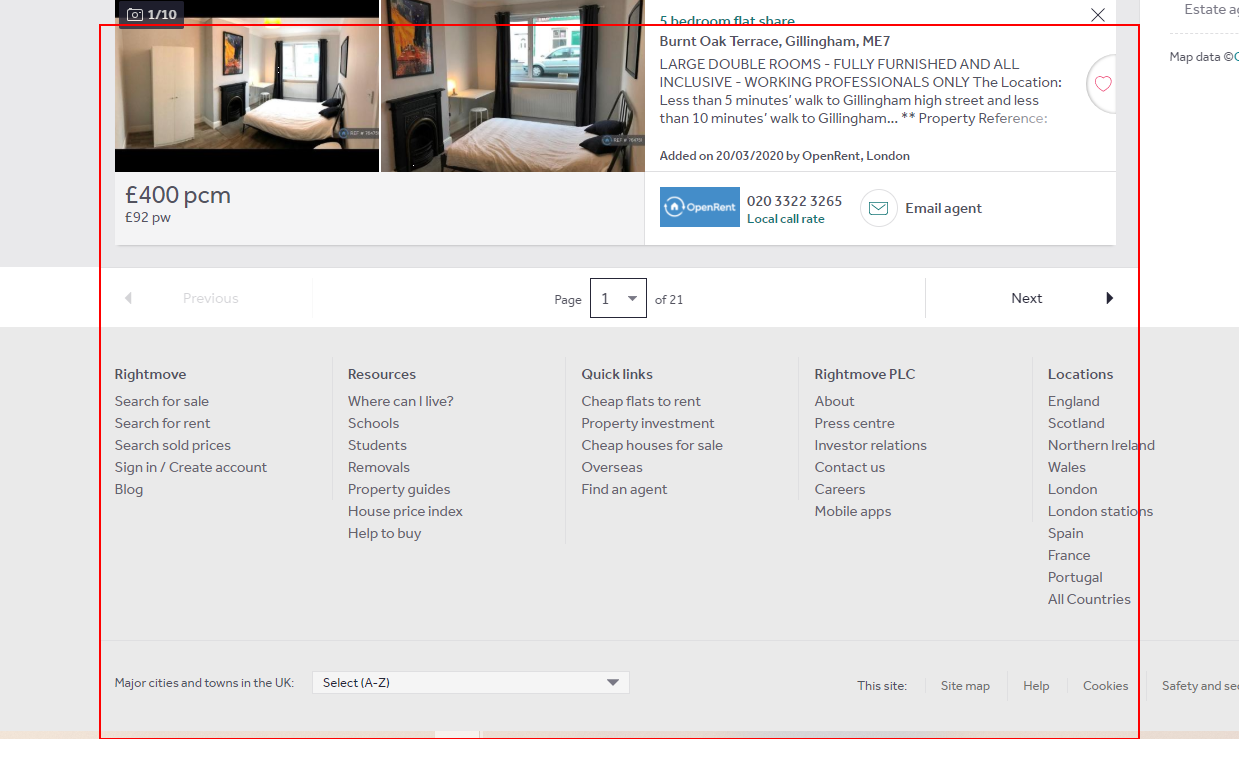 1/10
5 bedroom flat share
Burnt Oak Terrace, Gillingham, ME7
LARGE DOUBLE ROOMS - FULLY FURNISHED AND ALL
INCLUSIVE - WORKING PROFESSIONALS ONLY The Location:
Less than 5 minutes’ walk to Gillingham high street and less
than 10 minutes’ walk to Gillingham... ** Property Reference:
Added on 20/03/2020 by OpenRent, London
£400 pcm
£92 pw
OpenRent
020 3322 3265
Local call rate
Email agent
Estate
Map data ©
Previous
Page 1 of 21
Next
Rightmove
Search for sale
Search for rent
Search sold prices
Sign in / Create account
Blog
Resources
Where can I live?
Schools
Students
Removals
Property guides
House price index
Help to buy
Quick links
Cheap flats to rent
Property investment
Cheap houses for sale
Overseas
Find an agent
Rightmove PLC
About
Press centre
Investor relations
Contact us
Careers
Mobile apps
Locations
England
Scotland
Northern Ireland
Wales
London
London stations
Spain
France
Portugal
All Countries
Major cities and towns in the UK: Select (A-Z)
This site: Site map Help Cookies Safety and